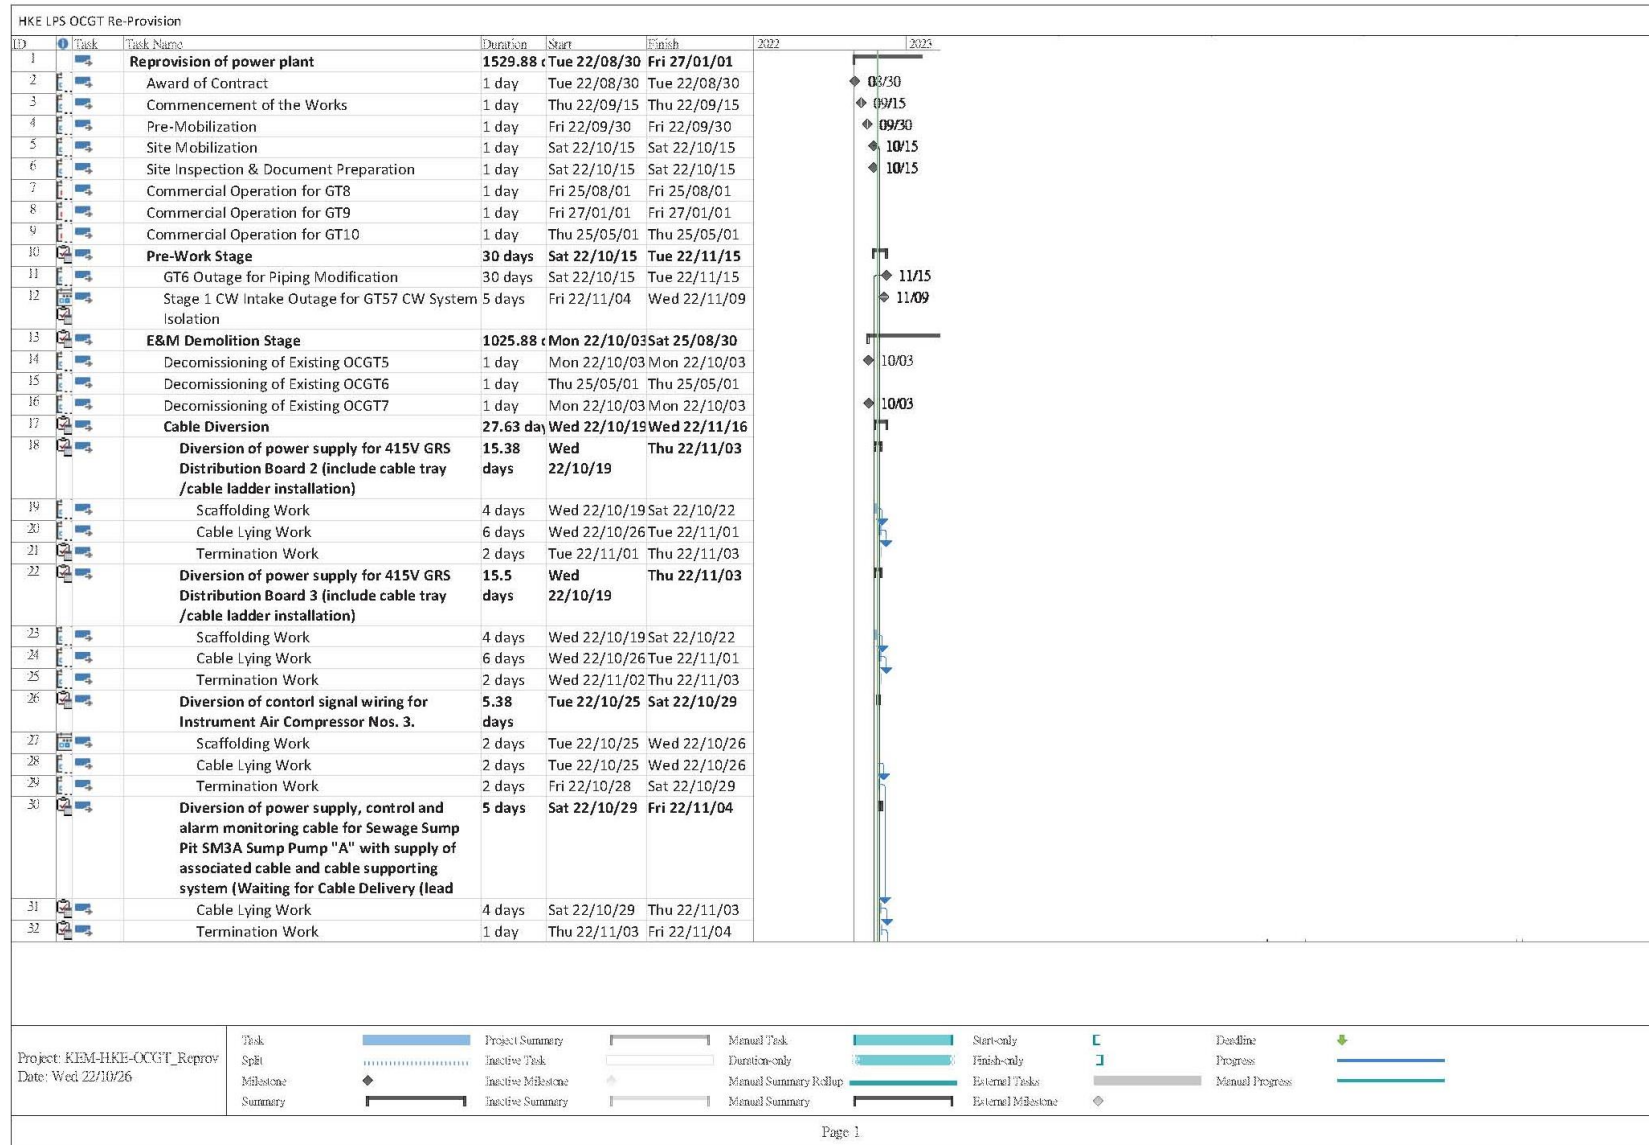 HKE LPS OCGT Re-Provision
ID Task Task Name Duration Start Finish 2022 2023
1 Reprovision of power plant 1529.88 d Tue 22/08/30 Fri 27/01/01
2 Award of Contract 1 day Tue 22/08/30 Tue 22/08/30 08/30
3 Commencement of the Works 1 day Thu 22/09/15 Thu 22/09/15 09/15
4 Pre-Mobilization 1 day Fri 22/09/30 Fri 22/09/30 09/30
5 Site Mobilization 1 day Sat 22/10/15 Sat 22/10/15 10/15
6 Site Inspection & Document Preparation 1 day Sat 22/10/15 Sat 22/10/15 10/15
7 Commercial Operation for GT8 1 day Fri 25/08/01 Fri 25/08/01
8 Commercial Operation for GT9 1 day Fri 27/01/01 Fri 27/01/01
9 Commercial Operation for GT10 1 day Thu 25/05/01 Thu 25/05/01
10 Pre-Work Stage 30 days Sat 22/10/15 Tue 22/11/15
11 GT6 Outage for Piping Modification 30 days Sat 22/10/15 Tue 22/11/15 11/15
12 Stage 1 CW Intake Outage for GT57 CW System 5 days Fri 22/11/04 Wed 22/11/09 11/09
Isolation
13 E&M Demolition Stage 1025.88 d Mon 22/10/03 Sat 25/08/30
14 Decomissioning of Existing OCGT5 1 day Mon 22/10/03 Mon 22/10/03 10/03
15 Decomissioning of Existing OCGT6 1 day Thu 25/05/01 Thu 25/05/01
16 Decomissioning of Existing OCGT7 1 day Mon 22/10/03 Mon 22/10/03 10/03
17 Cable Diversion 27.63 day Wed 22/10/19 Wed 22/11/16
18 Diversion of power supply for 415V GRS 15.38 Wed Thu 22/11/03
Distribution Board 2 (include cable tray days 22/10/19
/cable ladder installation)
19 Scaffolding Work 4 days Wed 22/10/19 Sat 22/10/22
20 Cable Lying Work 6 days Wed 22/10/26 Tue 22/11/01
21 Termination Work 2 days Tue 22/11/01 Thu 22/11/03
22 Diversion of power supply for 415V GRS 15.5 Wed Thu 22/11/03
Distribution Board 3 (include cable tray days 22/10/19
/cable ladder installation)
23 Scaffolding Work 4 days Wed 22/10/19 Sat 22/10/22
24 Cable Lying Work 6 days Wed 22/10/26 Tue 22/11/01
25 Termination Work 2 days Wed 22/11/02 Thu 22/11/03
26 Diversion of contorl signal wiring for 5.38 Tue 22/10/25 Sat 22/10/29
Instrument Air Compressor Nos. 3. days
27 Scaffolding Work 2 days Tue 22/10/25 Wed 22/10/26
28 Cable Lying Work 2 days Tue 22/10/25 Wed 22/10/26
29 Termination Work 2 days Fri 22/10/28 Sat 22/10/29
30 Diversion of power supply, control and 5 days Sat 22/10/29 Fri 22/11/04
alarm monitoring cable for Sewage Sump
Pit SM3A Sump Pump "A" with supply of
associated cable and cable supporting
system (Waiting for Cable Delivery (lead
31 Cable Lying Work 4 days Sat 22/10/29 Thu 22/11/03
32 Termination Work 1 day Thu 22/11/03 Fri 22/11/04
Project: KEM-HKE-OCGT_Reprov
Date: Wed 22/10/26
Task Project Summary Manual Task Start-only Deadline
Split Inactive Task Duration-only Finish-only Progress
Milestone Inactive Milestone Manual Summary Rollup External Tasks Manual Progress
Summary Inactive Summary Manual Summary External Milestone
Page 1